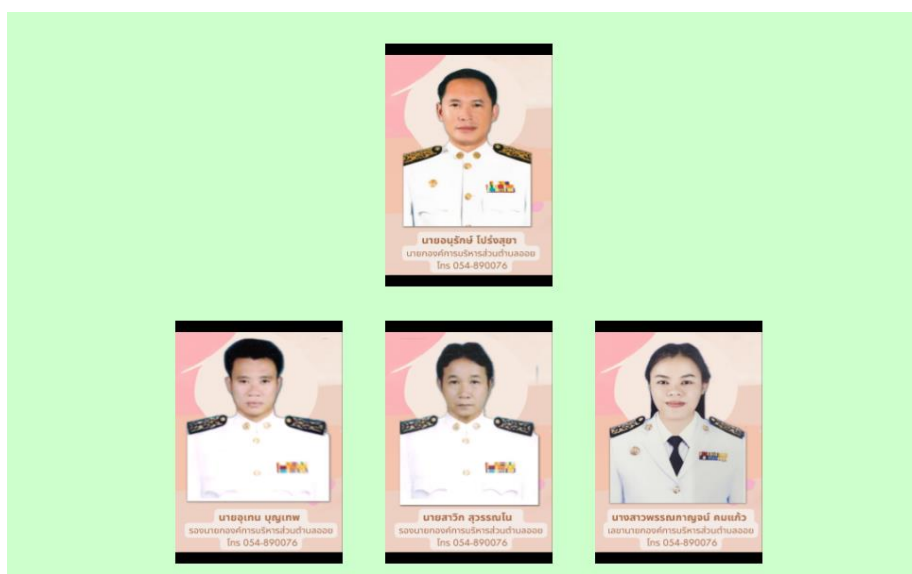 นายอนุรักษ์ โปร่งสุยา
นายกองค์การบริหารส่วนตำบลออย
โทร 054-890076
นายอุเทน บุญเทพ
รองนายกองค์การบริหารส่วนตำบลออย
โทร 054-890076
นายสาวิท สุวรรณโน
รองนายกองค์การบริหารส่วนตำบลออย
โทร 054-890076
นางสาวพรรณกาญจน์ คมแก้ว
เลขานายกองค์การบริหารส่วนตำบลออย
โทร 054-890076